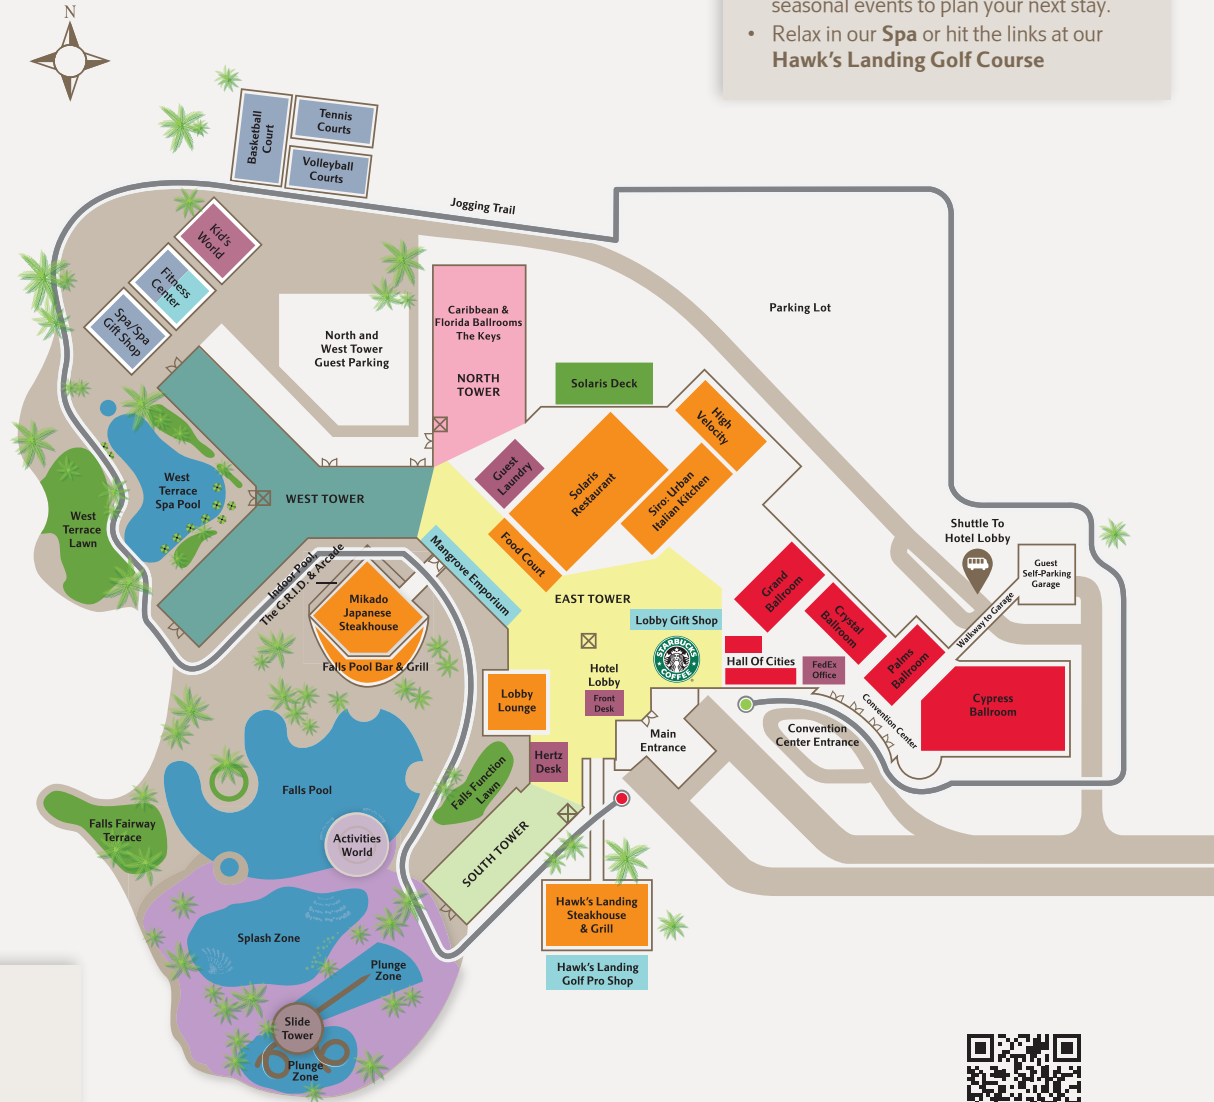 N
seasonal events to plan your next stay.
• Relax in our Spa or hit the links at our
Hawk's Landing Golf Course
Basketball
Court
Tennis
Courts
Volleyball
Courts
Jogging Trail
Kid's
World
Fitness
Center
Spa/Spa
Gift Shop
North and
West Tower
Guest Parking
Caribbean &
Florida Ballrooms
The Keys
NORTH
TOWER
Parking Lot
Solaris Deck
High
Velocity
Guest
Laundry
Solaris
Restaurant
Siro: Urban
Italian Kitchen
Food Court
West
Terrace
Spa Pool
WEST TOWER
West
Terrace
Lawn
Shuttle To
Hotel Lobby
Guest
Self-Parking
Garage
Walkway to Garage
Indoor Pool,
The G.R.I.D. & Arcade
Mangrove Emporium
Mikado
Japanese
Steakhouse
Falls Pool Bar & Grill
EAST TOWER
Lobby Gift Shop
STARBUCKS
COFFEE
Grand
Ballroom
Crystal
Ballroom
Palms
Ballroom
Hall Of Cities
FedEx
Office
Cypress
Ballroom
Hotel
Lobby
Front
Desk
Lobby
Lounge
Main
Entrance
Convention
Center Entrance
Convention Center
Hertz
Desk
Falls Function
Lawn
Falls Pool
Falls Fairway
Terrace
Activities
World
SOUTH TOWER
Hawk's Landing
Steakhouse
& Grill
Hawk's Landing
Golf Pro Shop
Splash Zone
Plunge
Zone
Slide
Tower
Plunge
Zone